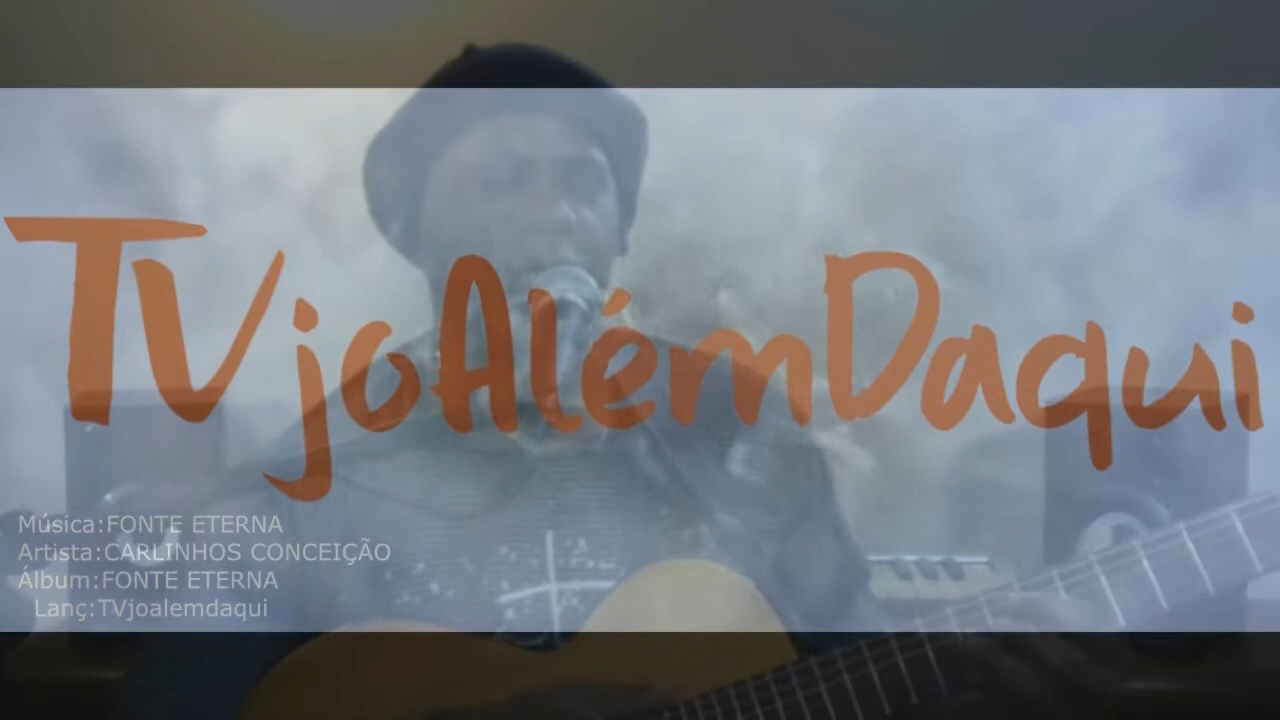 TVjoAlémDaqui
Música:FONTE ETERNA
Artista:CARLINHOS CONCEIÇÃO
Álbum:FONTE ETERNA
Lanç:TVjoalemdaqui